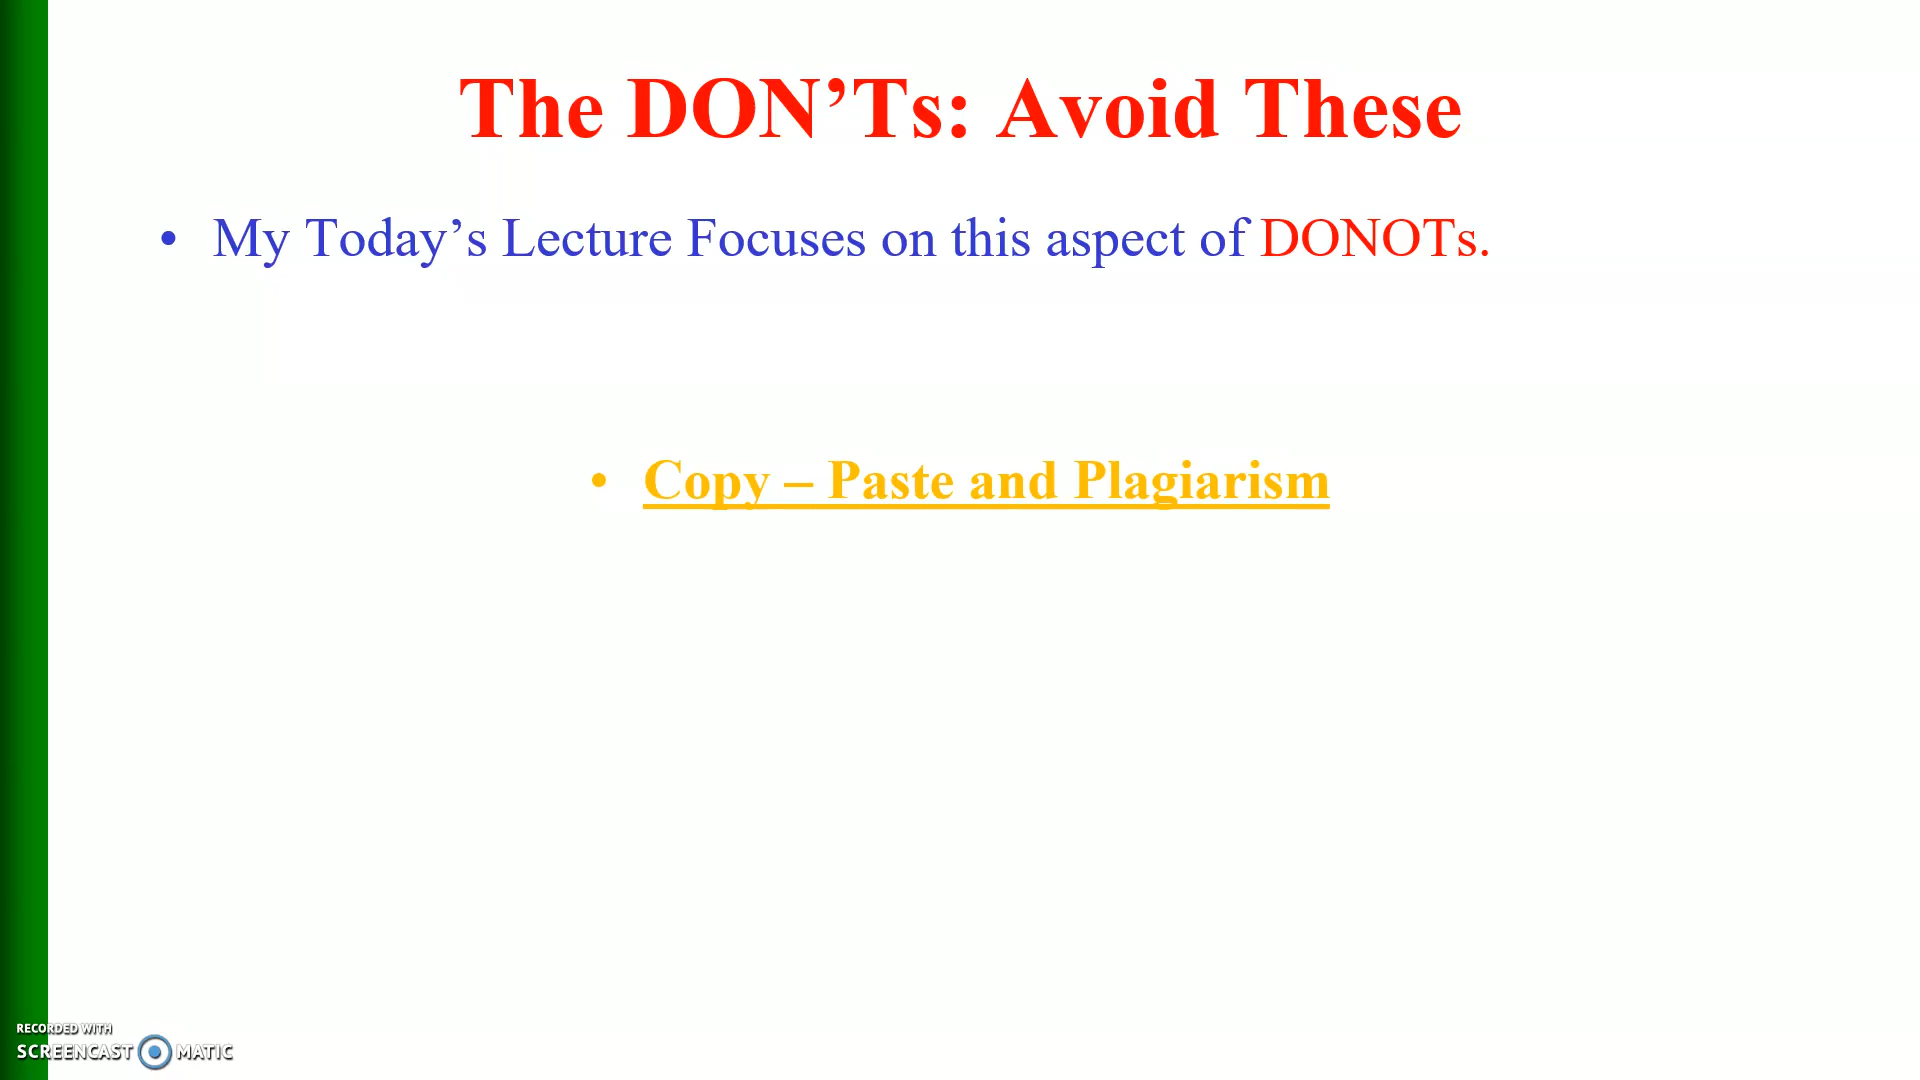 The DON’Ts: Avoid These
• My Today’s Lecture Focuses on this aspect of DONOTs.
• Copy – Paste and Plagiarism
RECORDED WITH
SCREENCAST MATIC